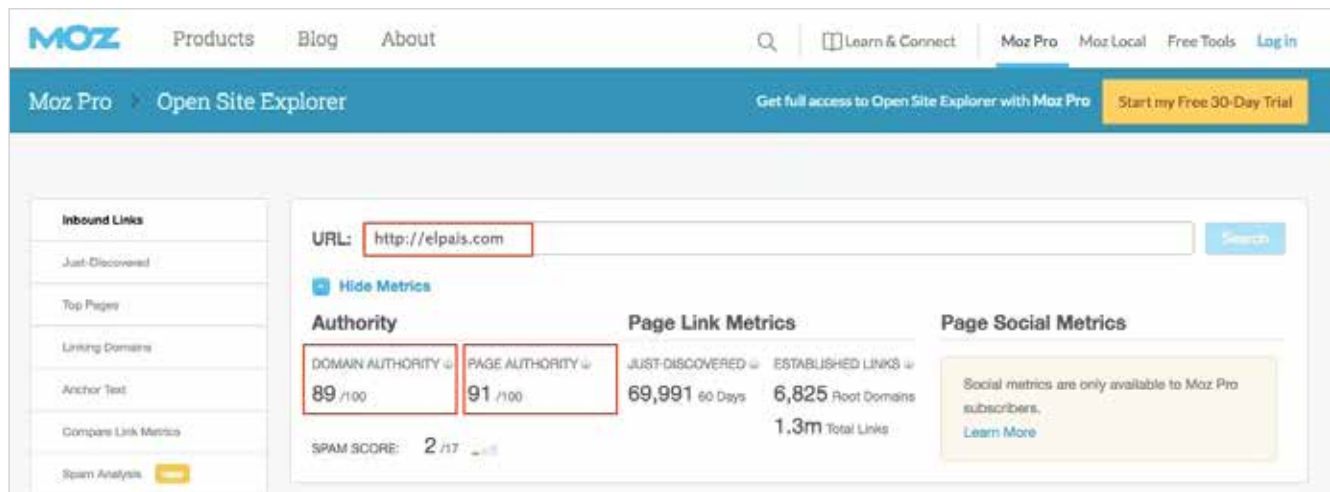 MOZ Products Blog About Learn & Connect Moz Pro Moz Local Free Tools Log in
Moz Pro Open Site Explorer Get full access to Open Site Explorer with Moz Pro Start my Free 30-Day Trial
Inbound Links
Just-Discovered
Top Pages
Linking Domains
Anchor Text
Compare Link Metrics
Spam Analysis
URL: http://elpais.com Search
Hide Metrics
Authority
DOMAIN AUTHORITY PAGE AUTHORITY
89 /100 91 /100
SPAM SCORE: 2 /17
Page Link Metrics
JUST-DISCOVERED ESTABLISHED LINKS
69,991 60 Days 6,825 Root Domains
1.3m Total Links
Page Social Metrics
Social metrics are only available to Moz Pro
subscribers.
Learn More